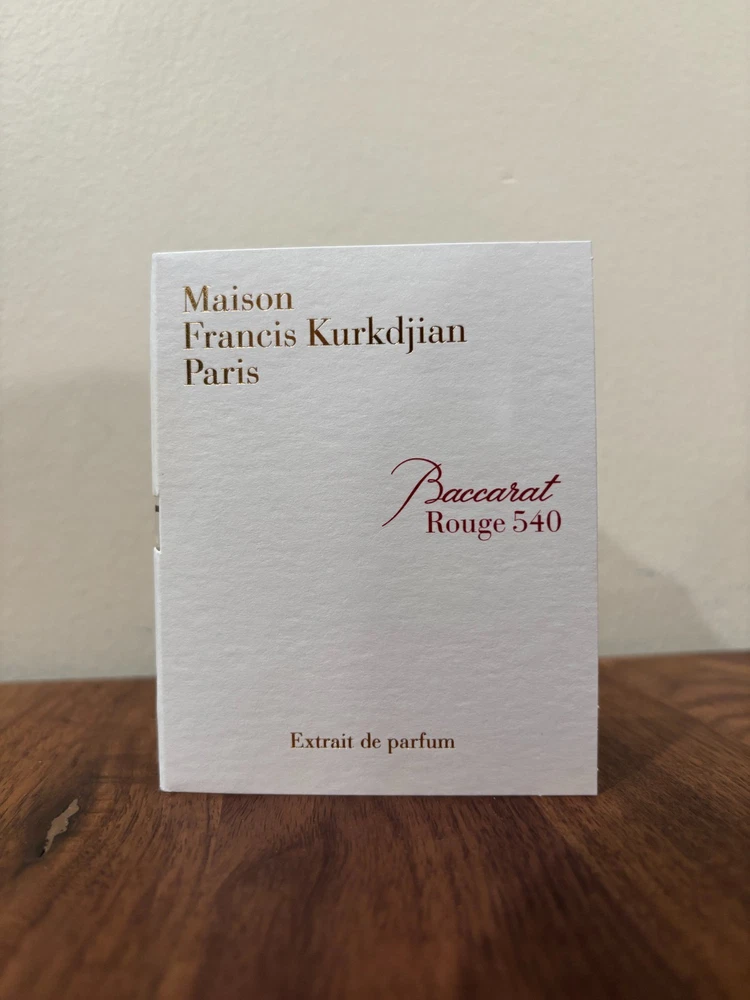 Maison
Francis Kurkdjian
Paris
Baccarat
Rouge 540
Extrait de parfum